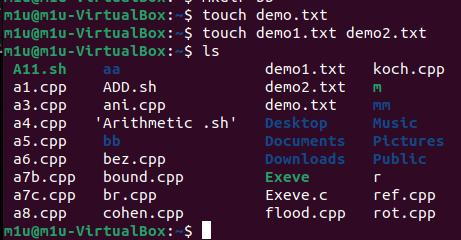 m1u@m1u-VirtualBox:~$ touch demo.txt
m1u@m1u-VirtualBox:~$ touch demo1.txt demo2.txt
m1u@m1u-VirtualBox:~$ ls
A11.sh aa demo1.txt koch.cpp
a1.cpp ADD.sh demo2.txt m
a3.cpp ani.cpp demo.txt mm
a4.cpp 'Arithmetic .sh' Desktop Music
a5.cpp bb Documents Pictures
a6.cpp bez.cpp Downloads Public
a7b.cpp bound.cpp Exeve r
a7c.cpp br.cpp Exeve.c ref.cpp
a8.cpp cohen.cpp flood.cpp rot.cpp
m1u@m1u-VirtualBox:~$